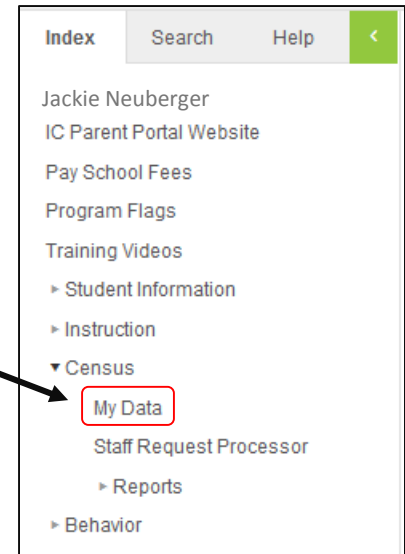 Index Search Help <
Jackie Neuberger
IC Parent Portal Website
Pay School Fees
Program Flags
Training Videos
Student Information
Instruction
Census
My Data
Staff Request Processor
Reports
Behavior